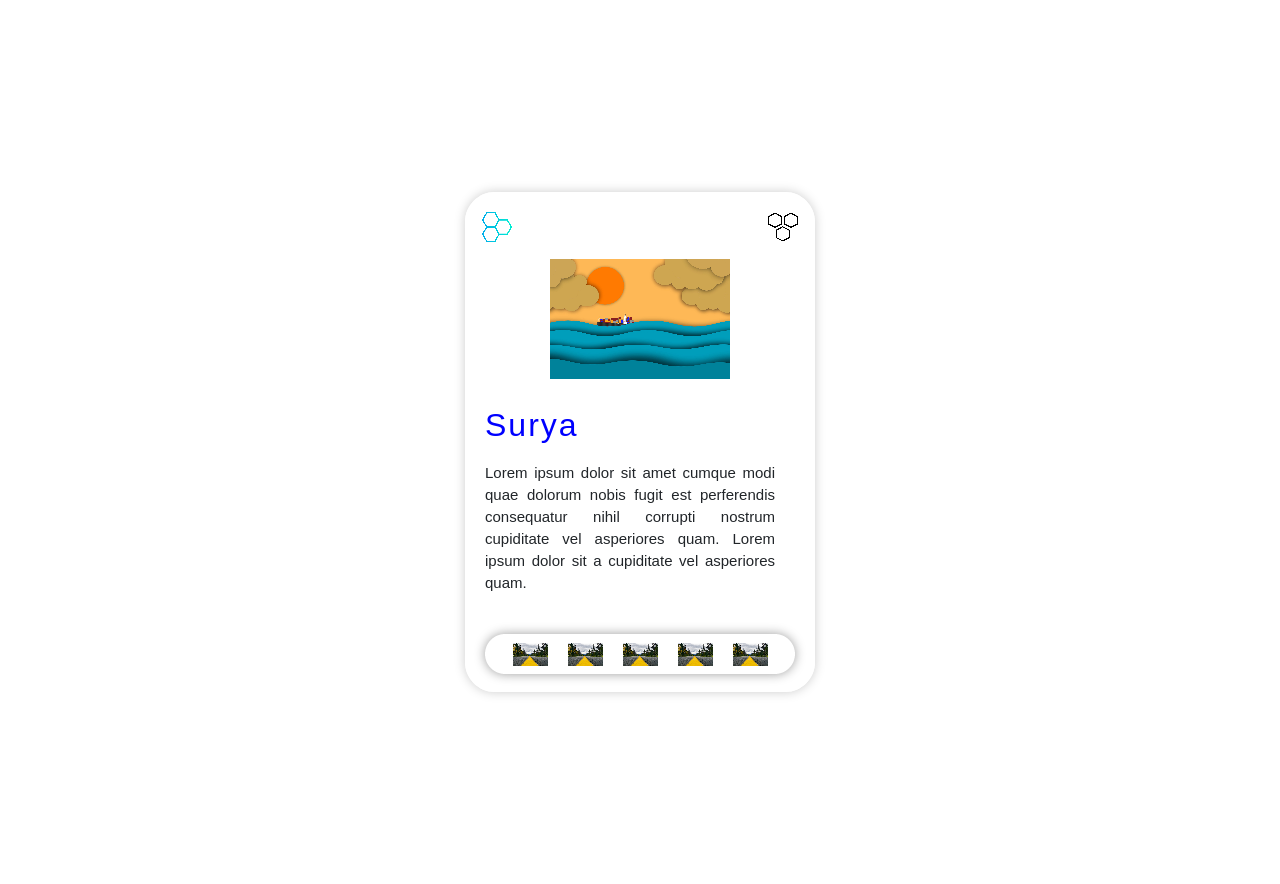 Surya
Lorem ipsum dolor sit amet cumque modi
quae dolorum nobis fugit est perferendis
consequatur nihil corrupti nostrum
cupiditate vel asperiores quam. Lorem
ipsum dolor sit a cupiditate vel asperiores
quam.